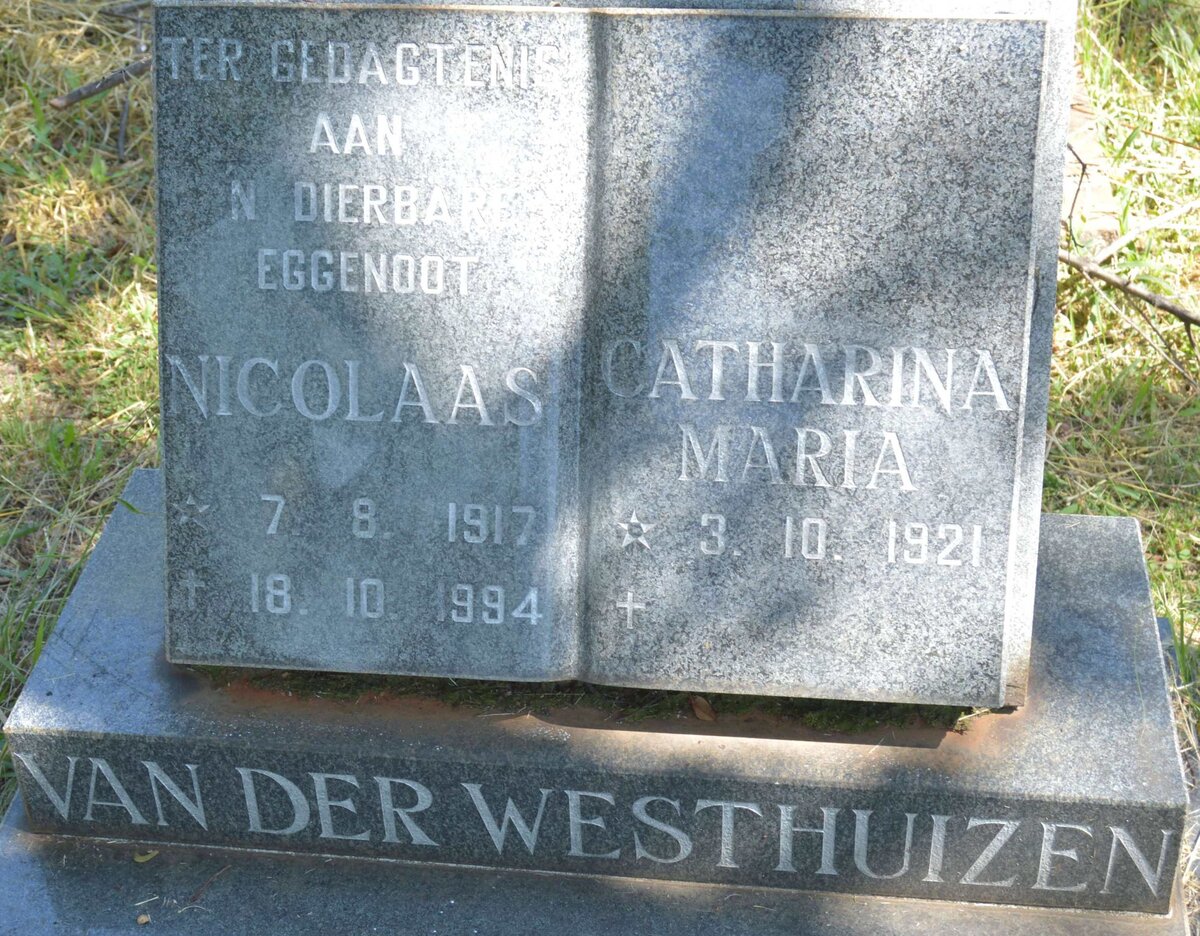 TER GEDAGTENIS
AAN
'N DIERBARE
EGGENOOT
NICOLAAS
☆ 7. 8. 1917
† 18. 10. 1994
CATHARINA
MARIA
☆ 3. 10. 1921
†
VAN DER WESTHUIZEN